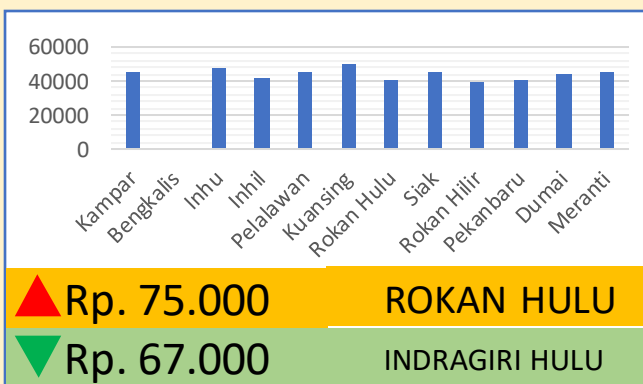 60000
40000
20000
0
Kampar
Bengkalis
Inhu
Inhil
Pelalawan
Kuansing
Rokan Hulu
Siak
Rokan Hilir
Pekanbaru
Dumai
Meranti
Rp. 75.000 ROKAN HULU
Rp. 67.000 INDRAGIRI HULU